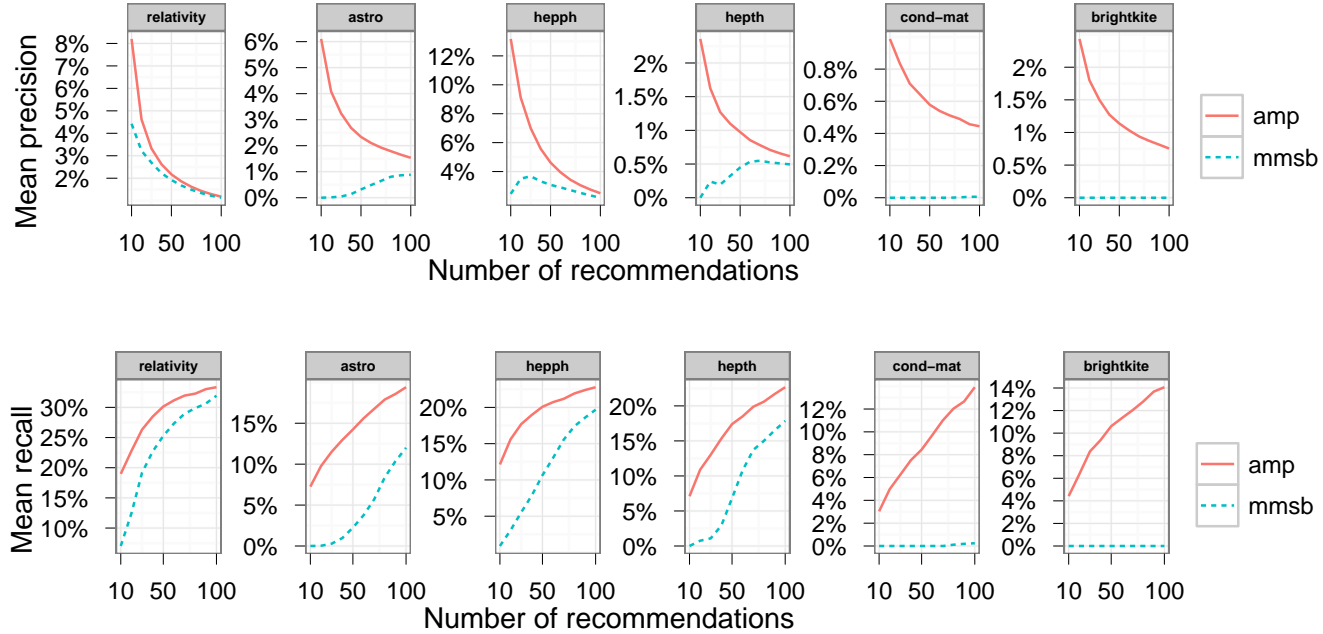 relativity astro hepph hepth cond−mat brightkite
Mean precision
8% 7% 6% 5% 4% 3% 2%
6% 5% 4% 3% 2% 1% 0%
12% 10% 8% 6% 4%
2% 1.5% 1% 0.5% 0%
0.8% 0.6% 0.4% 0.2% 0%
2% 1.5% 1% 0.5% 0%
10 50 100 10 50 100 10 50 100 10 50 100 10 50 100 10 50 100
Number of recommendations
amp
mmsb
relativity astro hepph hepth cond−mat brightkite
Mean recall
30% 25% 20% 15% 10%
15% 10% 5% 0%
20% 15% 10% 5%
20% 15% 10% 5% 0%
12% 10% 8% 6% 4% 2% 0%
14% 12% 10% 8% 6% 4% 2% 0%
10 50 100 10 50 100 10 50 100 10 50 100 10 50 100 10 50 100
Number of recommendations
amp
mmsb